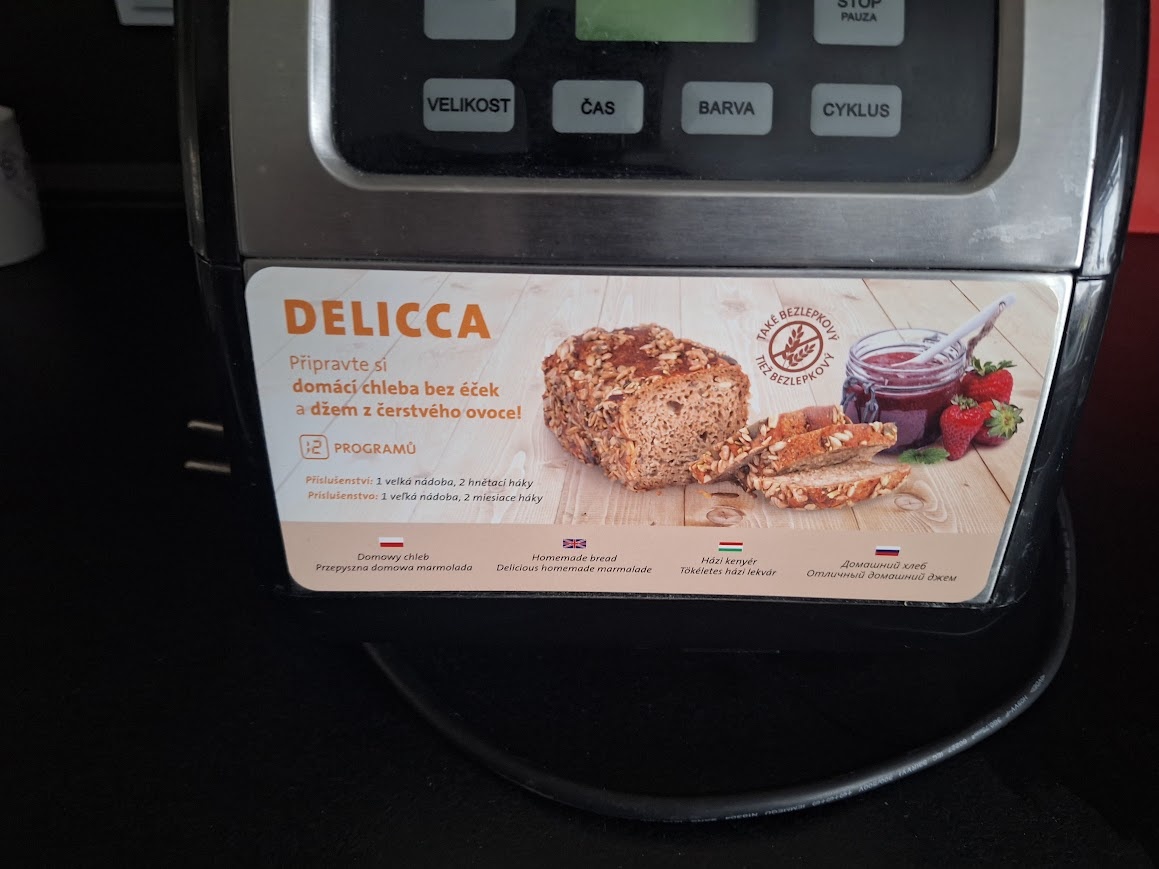 STOP
PAUZA
VELIKOST
ČAS
BARVA
CYKLUS
DELICCA
Připravte si
domácí chleba bez éček
a džem z čerstvého ovoce!
12 PROGRAMŮ
Příslušenství: 1 velká nádoba, 2 hnětací háky
Príslušenstvo: 1 veľká nádoba, 2 miesiace háky
TAKÉ BEZLEPKOVÝ
TIEŽ BEZLEPKOVÝ
Domowy chleb
Przepyszna domowa marmolada
Homemade bread
Delicious homemade marmalade
Házi kenyér
Tökéletes házi lekvár
Домашний хлеб
Отличный домашний джем